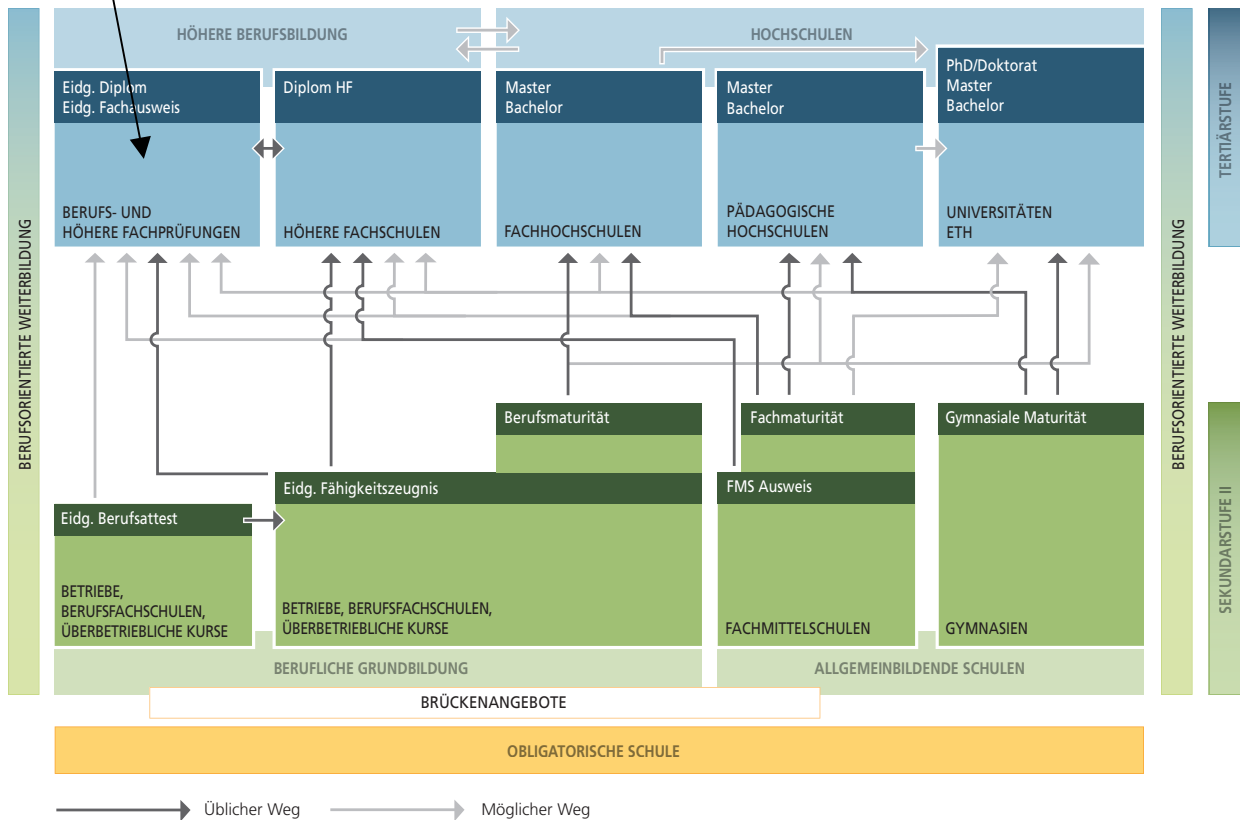 HÖHERE BERUFSBILDUNG
HOCHSCHULEN
Eidg. Diplom
Eidg. Fachausweis
Diplom HF
Master
Bachelor
Master
Bachelor
PhD/Doktorat
Master
Bachelor
BERUFS- UND
HÖHERE FACHPRÜFUNGEN
HÖHERE FACHSCHULEN
FACHHOCHSCHULEN
PÄDAGOGISCHE
HOCHSCHULEN
UNIVERSITÄTEN
ETH
BERUFSORIENTIERTE WEITERBILDUNG
BERUFSORIENTIERTE WEITERBILDUNG
TERTIÄRSTUFE
SEKUNDARSTUFE II
Berufsmaturität
Fachmaturität
Gymnasiale Maturität
Eidg. Fähigkeitszeugnis
FMS Ausweis
Eidg. Berufsattest
BETRIEBE,
BERUFSFACHSCHULEN,
ÜBERBETRIEBLICHE KURSE
BETRIEBE, BERUFSFACHSCHULEN,
ÜBERBETRIEBLICHE KURSE
FACHMITTELSCHULEN
GYMNASIEN
BERUFLICHE GRUNDBILDUNG
ALLGEMEINBILDENDE SCHULEN
BRÜCKENANGEBOTE
OBLIGATORISCHE SCHULE
Üblicher Weg
Möglicher Weg